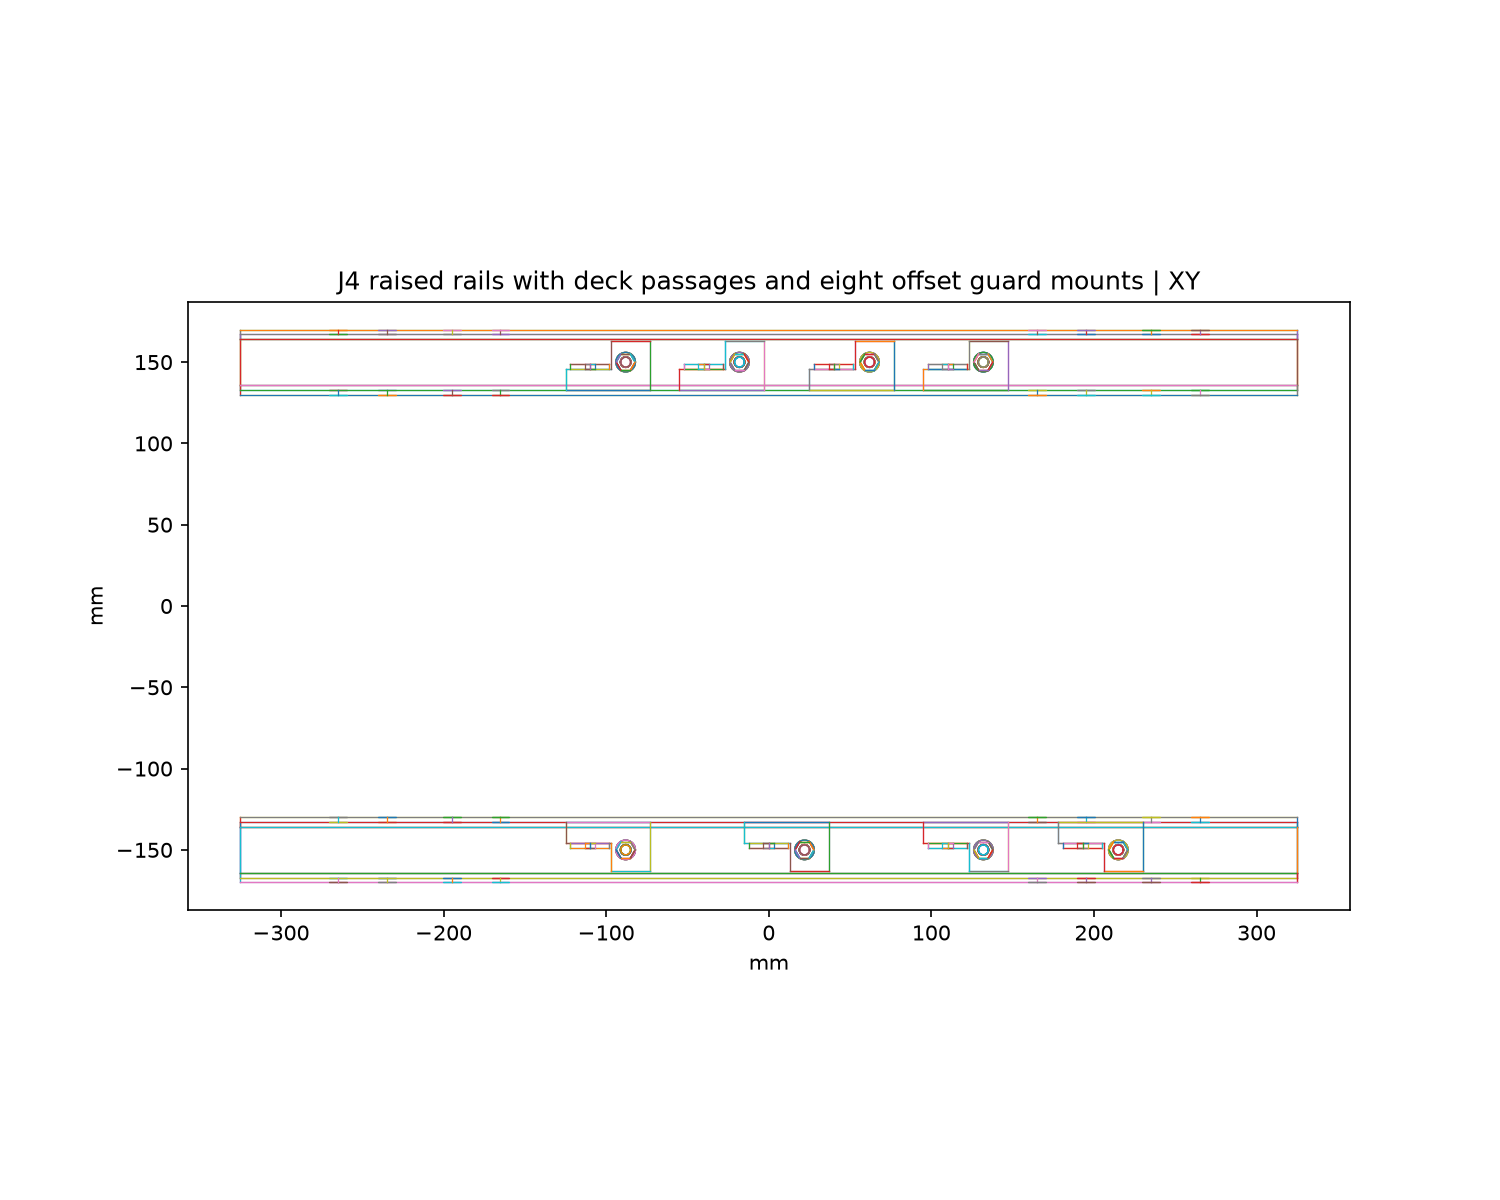 J4 raised rails with deck passages and eight offset guard mounts | XY
150
100
50
0
−50
−100
−150
mm
−300 −200 −100 0 100 200 300
mm